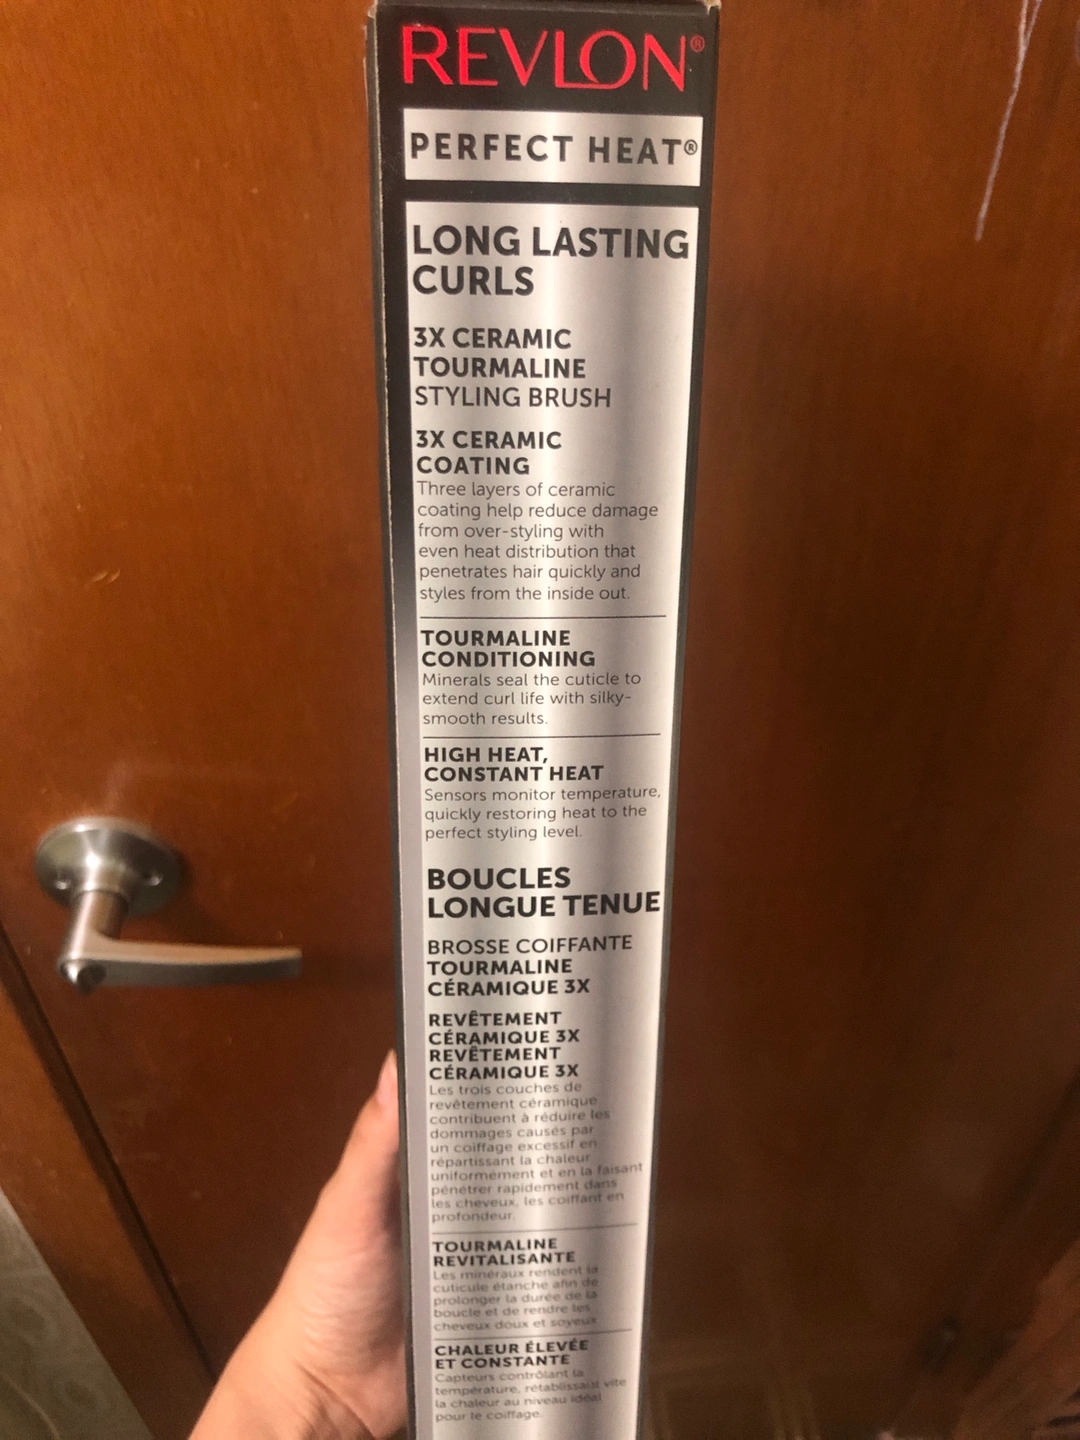 REVLON®
PERFECT HEAT®
LONG LASTING
CURLS
3X CERAMIC
TOURMALINE
STYLING BRUSH
3X CERAMIC
COATING
Three layers of ceramic
coating help reduce damage
from over-styling with
even heat distribution that
penetrates hair quickly and
styles from the inside out.
TOURMALINE
CONDITIONING
Minerals seal the cuticle to
extend curl life with silky-
smooth results.
HIGH HEAT,
CONSTANT HEAT
Sensors monitor temperature,
quickly restoring heat to the
perfect styling level.
BOUCLES
LONGUE TENUE
BROSSE COIFFANTE
TOURMALINE
CÉRAMIQUE 3X
REVÊTEMENT
CÉRAMIQUE 3X
REVÊTEMENT
CÉRAMIQUE 3X
Les trois couches de
revêtement céramique
contribuent à réduire les
dommages causés par
un coiffage excessif en
répartissant la chaleur
uniformément et en la faisant
pénétrer rapidement dans
les cheveux, les coiffant en
profondeur.
TOURMALINE
REVITALISANTE
Les minéraux rendent la
cuticule étanche afin de
prolonger la durée de la
boucle et de rendre les
cheveux doux et soyeux
CHALEUR ÉLEVÉE
ET CONSTANTE
Capteurs contrôlant la
température, rétablissant vite
la chaleur au niveau idéal
pour le coiffage.